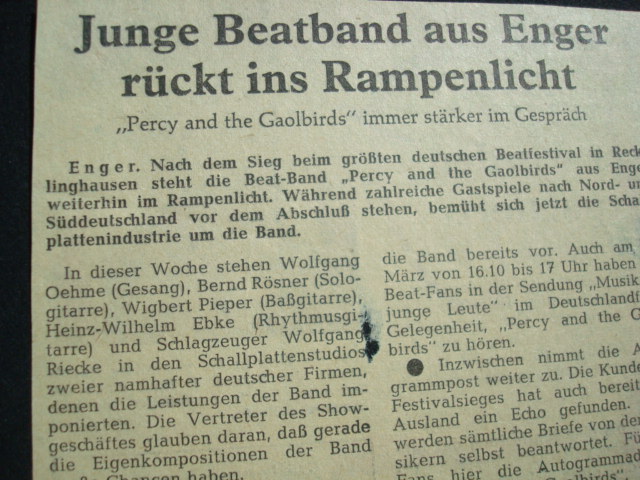 Junge Beatband aus Enger
rückt ins Rampenlicht
„Percy and the Gaolbirds" immer stärker im Gespräch
Enger. Nach dem Sieg beim größten deutschen Beatfestival in Reck
linghausen steht die Beat-Band „Percy and the Gaolbirds" aus Enge
weiterhin im Rampenlicht. Während zahlreiche Gastspiele nach Nord- u
Süddeutschland vor dem Abschluß stehen, bemüht sich jetzt die Scha
plattenindustrie um die Band.
In dieser Woche stehen Wolfgang
Oehme (Gesang), Bernd Rösner (Solo-
gitarre), Wigbert Pieper (Baßgitarre),
Heinz-Wilhelm Ebke (Rhythmusgi-
tarre) und Schlagzeuger Wolfgang
Riecke in den Schallplattenstudios
zweier namhafter deutscher Firmen,
denen die Leistungen der Band im-
ponierten. Die Vertreter des Show-
geschäftes glauben daran, daß gerade
die Eigenkompositionen der Band
Chancen haben.
die Band bereits vor. Auch am
März von 16.10 bis 17 Uhr haben
Beat-Fans in der Sendung „Musik
junge Leute" im Deutschlandf
Gelegenheit, „Percy and the G
birds" zu hören.
● Inzwischen nimmt die A
grammpost weiter zu. Die Kunde
Festivalsieges hat auch bereit
Ausland ein Echo gefunden.
werden sämtliche Briefe von der
sikern selbst beantwortet. Fü
Fans hier die Autogrammad